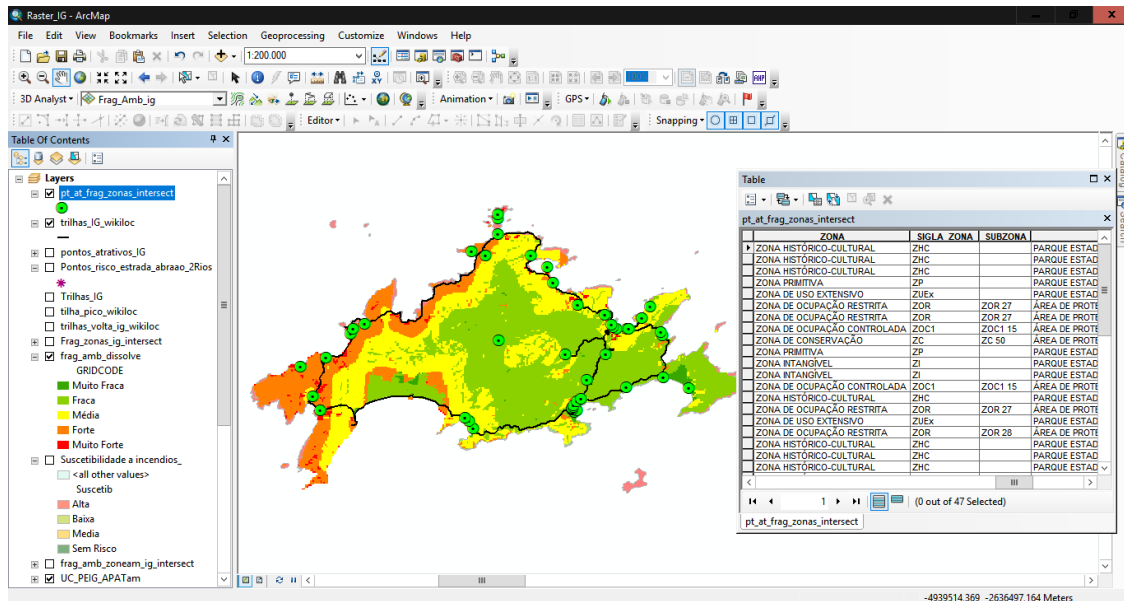 Raster_IG - ArcMap
File Edit View Bookmarks Insert Selection Geoprocessing Customize Windows Help
1:200.000
3D Analyst Frag_Amb_ig Animation GPS
Editor Snapping
Table Of Contents
Layers
pt_at_frag_zonas_intersect
trilhas_IG_wikiloc
pontos_atrativos_IG
Pontos_risco_estrada_abraao_2Rios
Trilhas_IG
tilha_pico_wikiloc
trilhas_volta_ig_wikiloc
Frag_zonas_ig_intersect
frag_amb_dissolve
GRIDCODE
Muito Fraca
Fraca
Média
Forte
Muito Forte
Suscetibilidade a incendios_
<all other values>
Suscetib
Alta
Baixa
Media
Sem Risco
frag_amb_zoneam_ig_intersect
UC_PEIG_APATam
Table
pt_at_frag_zonas_intersect
ZONA SIGLA_ZONA SUBZONA
ZONA HISTÓRICO-CULTURAL ZHC PARQUE ESTAD
ZONA HISTÓRICO-CULTURAL ZHC PARQUE ESTAD
ZONA HISTÓRICO-CULTURAL ZHC PARQUE ESTAD
ZONA PRIMITIVA ZP PARQUE ESTAD
ZONA DE USO EXTENSIVO ZUEx PARQUE ESTAD
ZONA DE OCUPAÇÃO RESTRITA ZOR ZOR 27 ÁREA DE PROTE
ZONA DE OCUPAÇÃO RESTRITA ZOR ZOR 27 ÁREA DE PROTE
ZONA DE OCUPAÇÃO CONTROLADA ZOC1 ZOC1 15 ÁREA DE PROTE
ZONA DE CONSERVAÇÃO ZC ZC 50 ÁREA DE PROTE
ZONA PRIMITIVA ZP PARQUE ESTAD
ZONA INTANGÍVEL ZI PARQUE ESTAD
ZONA INTANGÍVEL ZI PARQUE ESTAD
ZONA DE OCUPAÇÃO CONTROLADA ZOC1 ZOC1 15 ÁREA DE PROTE
ZONA HISTÓRICO-CULTURAL ZHC PARQUE ESTAD
ZONA DE OCUPAÇÃO RESTRITA ZOR ZOR 27 ÁREA DE PROTE
ZONA DE USO EXTENSIVO ZUEx PARQUE ESTAD
ZONA DE OCUPAÇÃO RESTRITA ZOR ZOR 28 ÁREA DE PROTE
ZONA HISTÓRICO-CULTURAL ZHC PARQUE ESTAD
ZONA HISTÓRICO-CULTURAL ZHC PARQUE ESTAD
ZONA HISTÓRICO-CULTURAL ZHC PARQUE ESTAD
1 (0 out of 47 Selected)
pt_at_frag_zonas_intersect
Catalog
Search
-4939514,369 -2636497,164 Meters